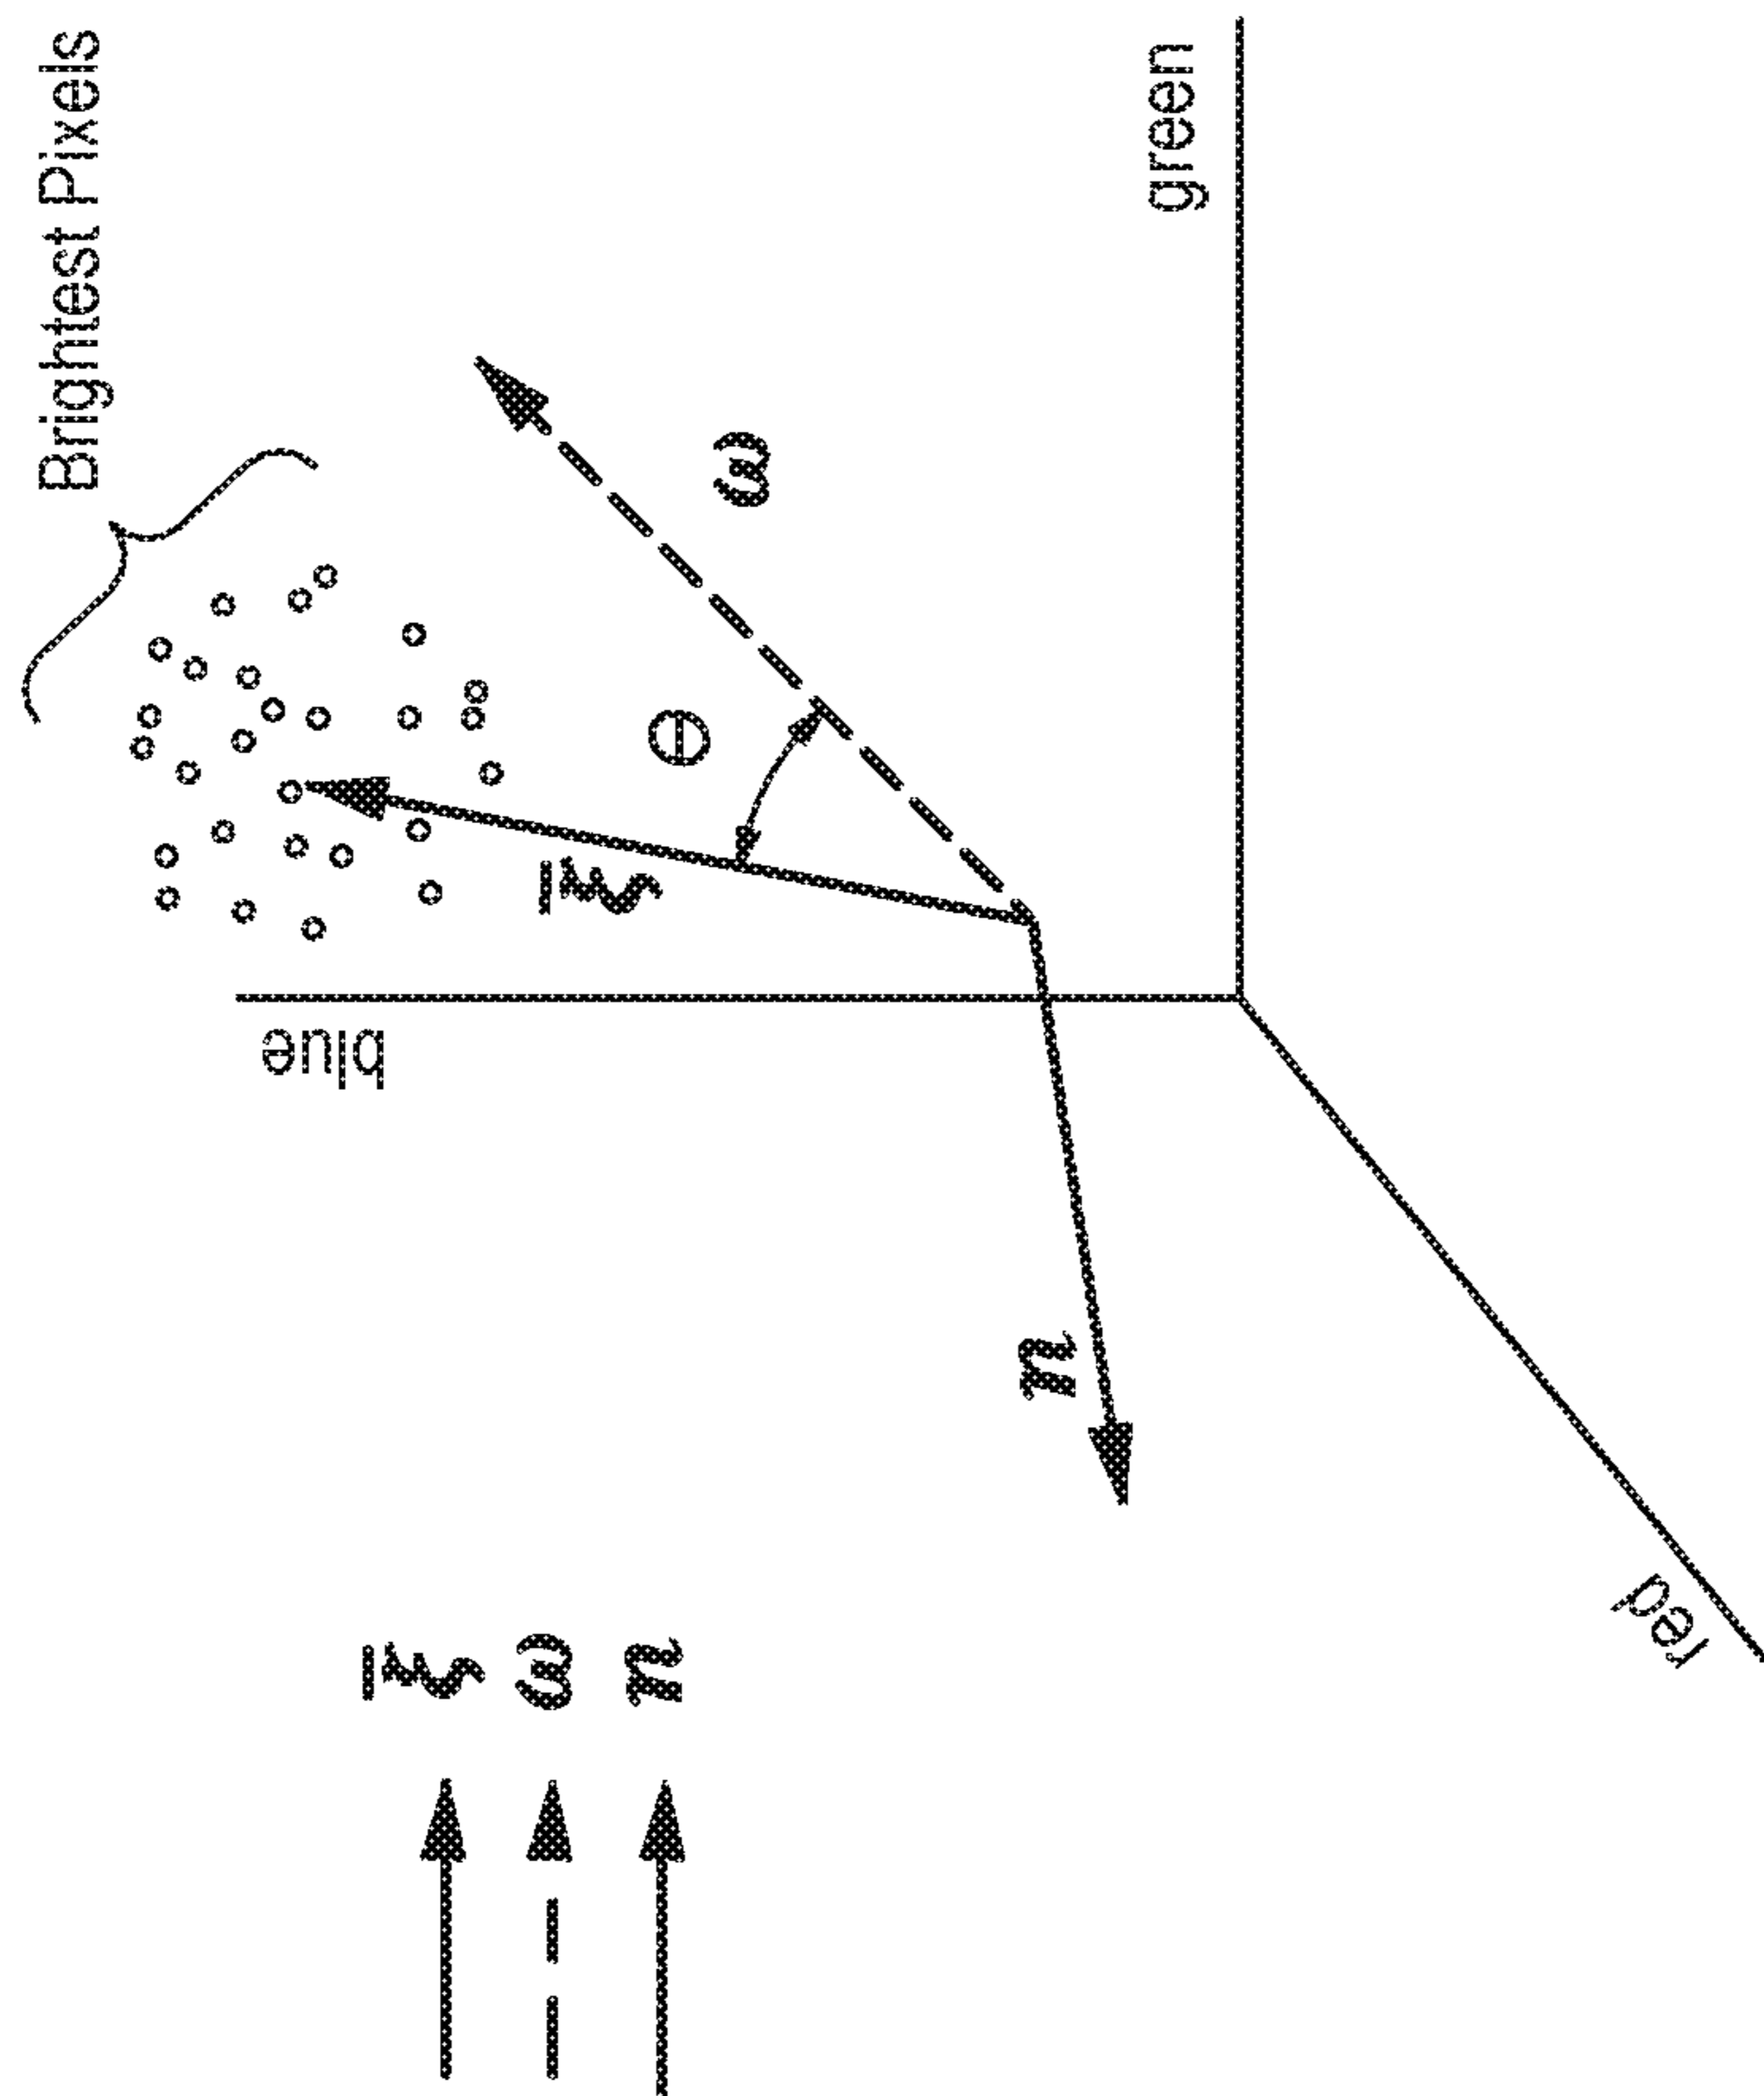 Brightest Pixels
blue
ξ̄
Θ
ω
green
u
red
ξ̄
ω
u